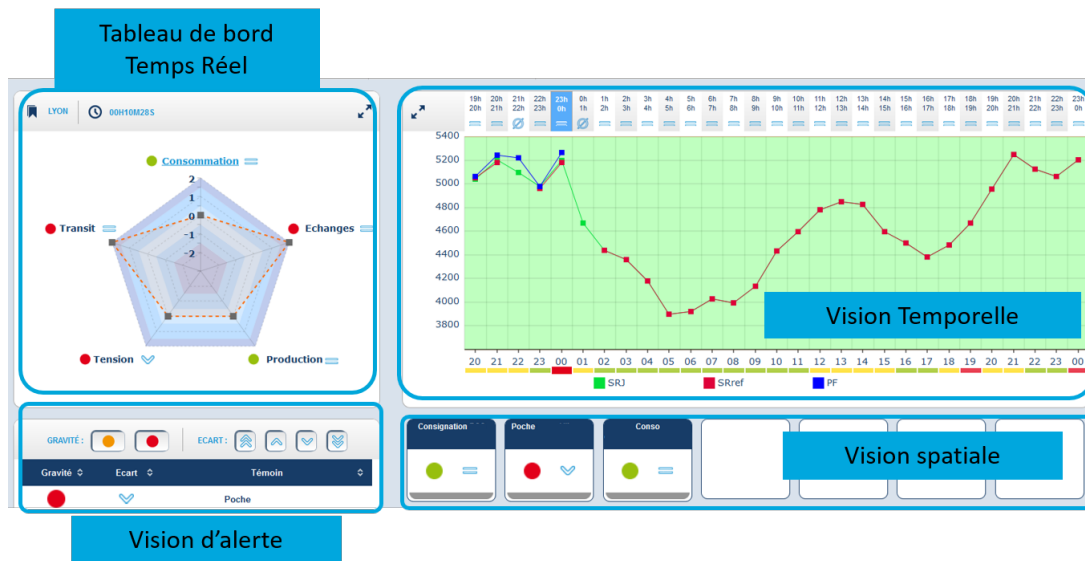 Tableau de bord
Temps Réel
LYON 00H10M28S
Consommation
2
1
0
-1
-2
Transit
Echanges
Tension
Production
19h 20h 21h 22h 23h 0h 1h 2h 3h 4h 5h 6h 7h 8h 9h 10h 11h 12h 13h 14h 15h 16h 17h 18h 19h 20h 21h 22h 23h
20h 21h 22h 23h 0h 1h 2h 3h 4h 5h 6h 7h 8h 9h 10h 11h 12h 13h 14h 15h 16h 17h 18h 19h 20h 21h 22h 23h 0h
5400
5200
5000
4800
4600
4400
4200
4000
3800
20 21 22 23 00 01 02 03 04 05 06 07 08 09 10 11 12 13 14 15 16 17 18 19 20 21 22 23 00
SRJ SRref PF
Vision Temporelle
GRAVITÉ : ECART :
Gravité Ecart Témoin
Poche
Vision d'alerte
Consignation Poche Conso
Vision spatiale